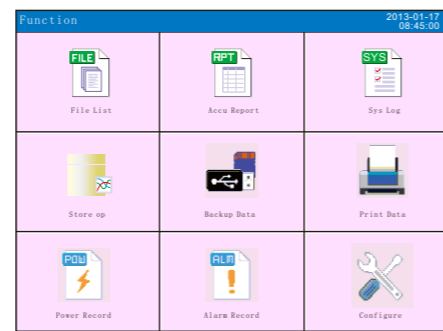 Function
2013-01-17
08:45:00
FILE
RPT
SYS
File List
Accu Report
Sys Log
Store op
Backup Data
Print Data
POW
ALM
Power Record
Alarm Record
Configure